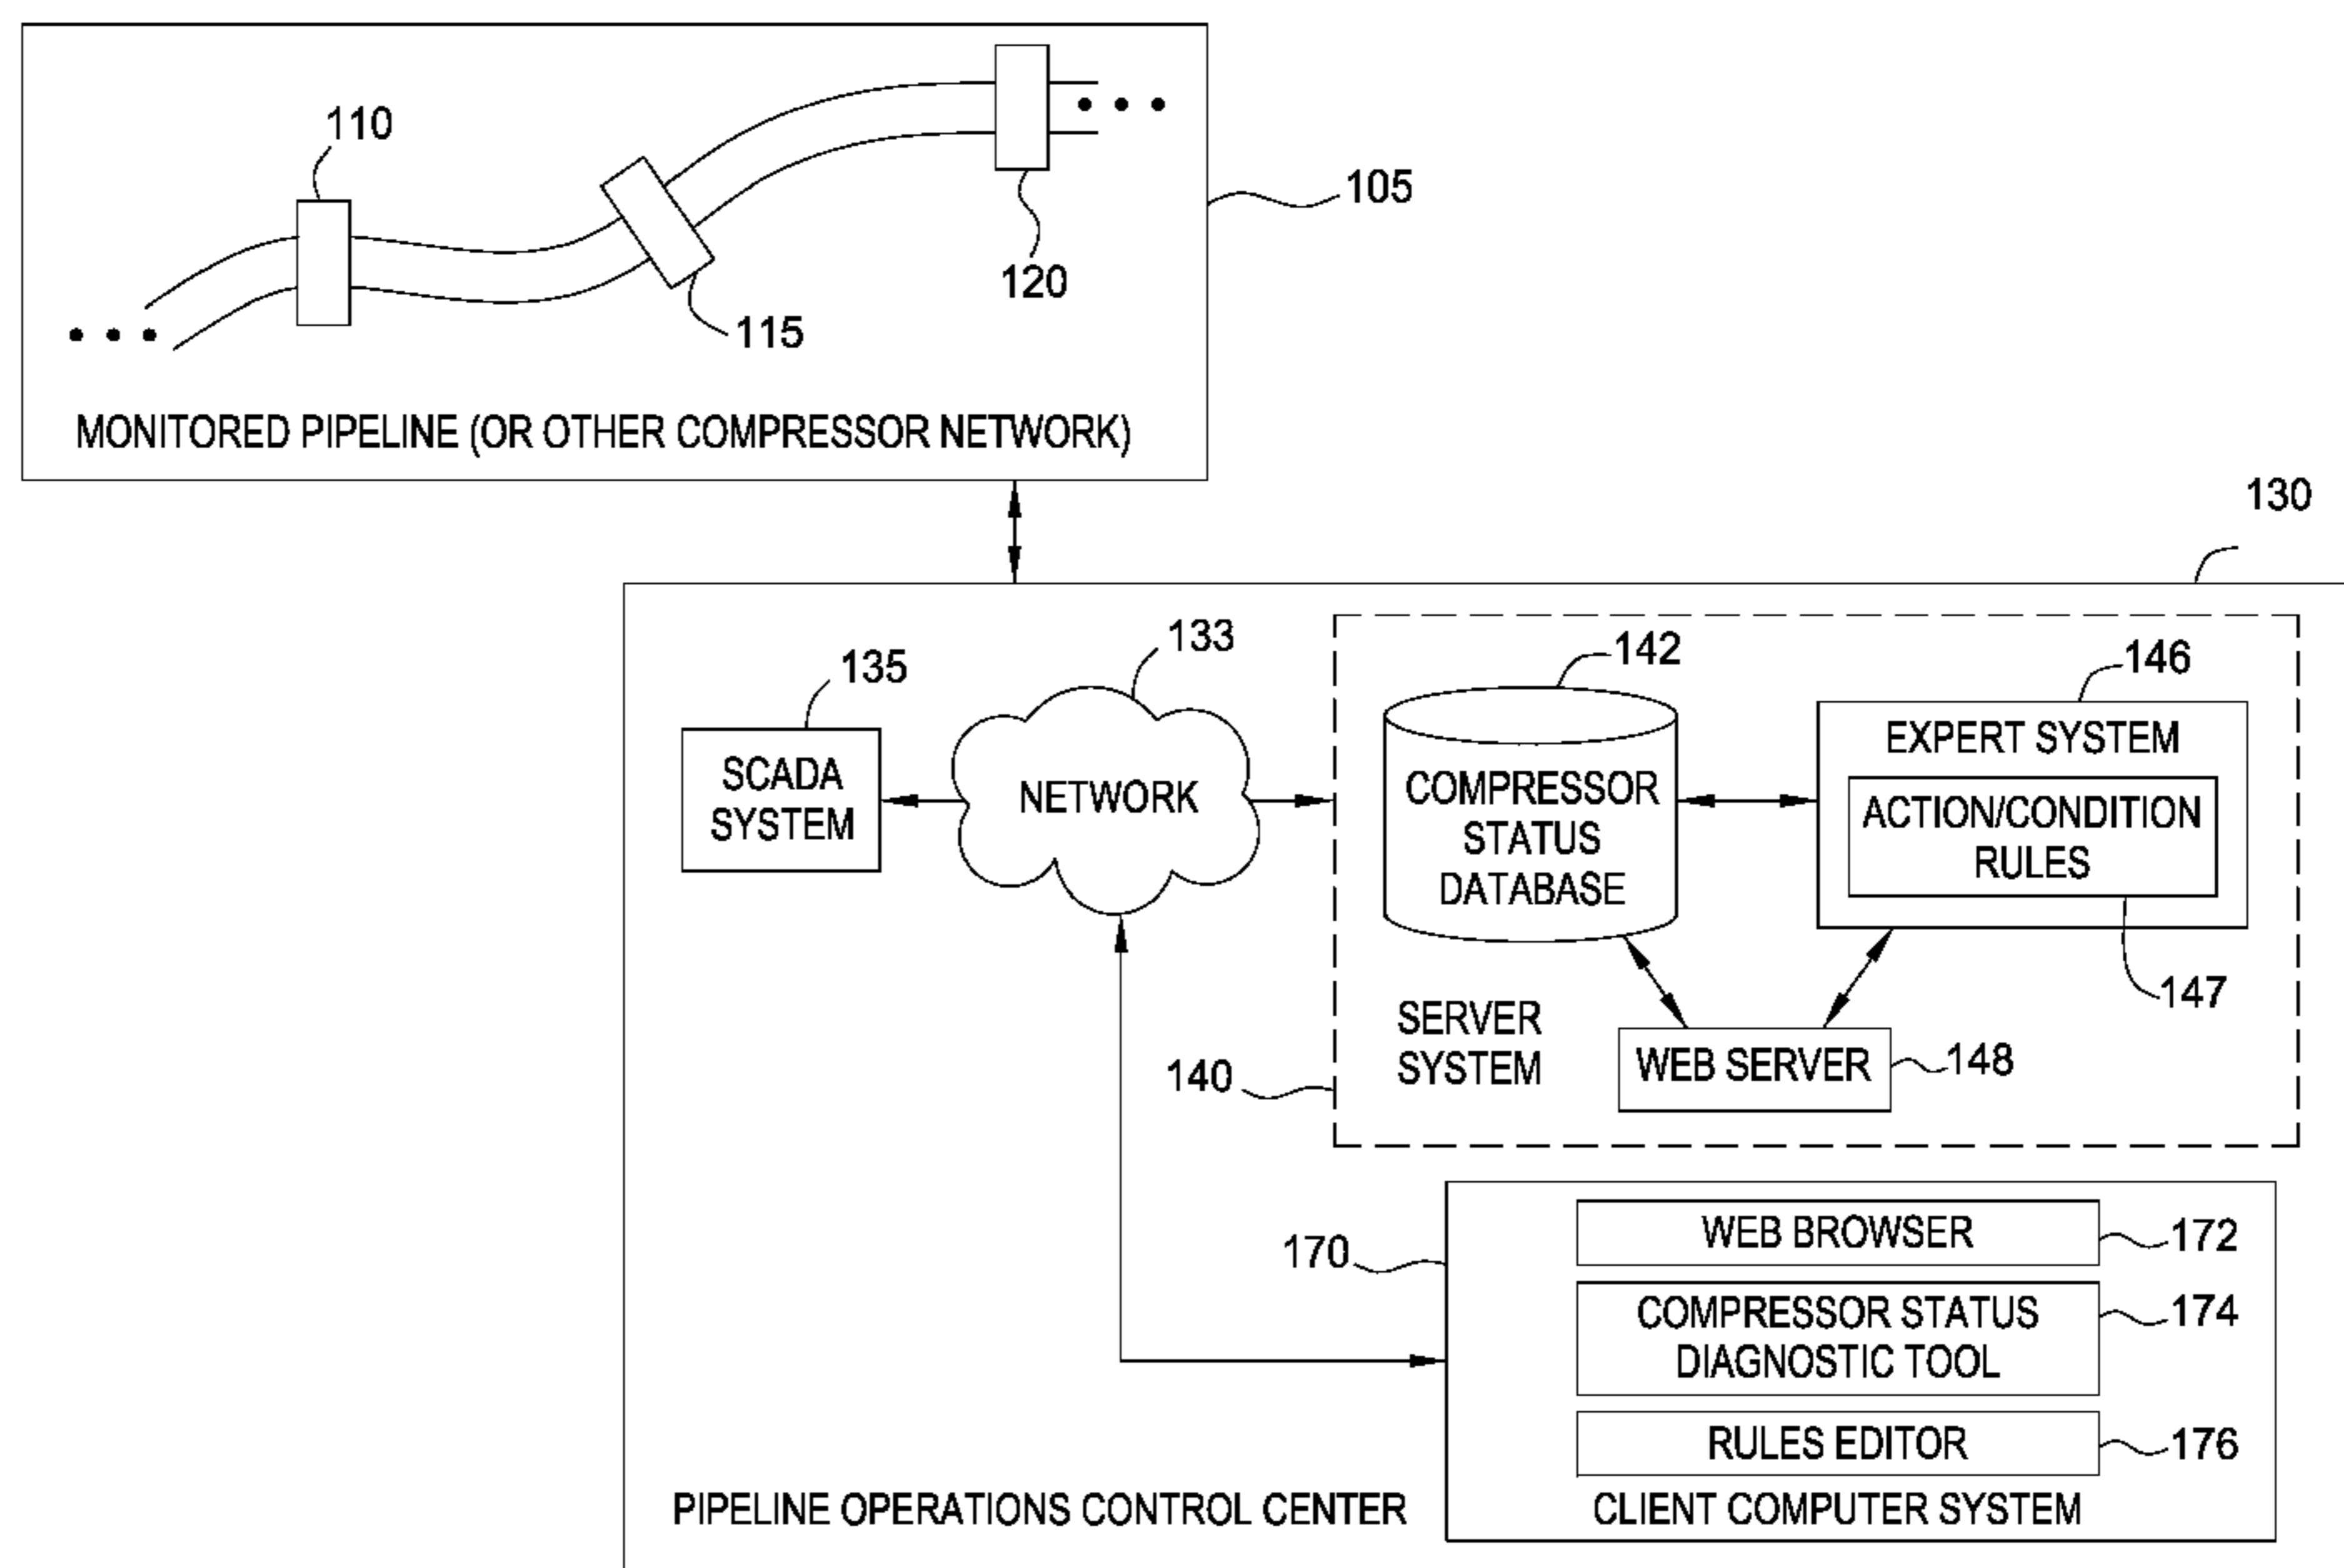 110
105
120
115
MONITORED PIPELINE (OR OTHER COMPRESSOR NETWORK)
130
133
142
146
135
SCADA
SYSTEM
NETWORK
COMPRESSOR
STATUS
DATABASE
EXPERT SYSTEM
ACTION/CONDITION
RULES
147
SERVER
SYSTEM
140
WEB SERVER
148
170
WEB BROWSER
172
COMPRESSOR STATUS
DIAGNOSTIC TOOL
174
RULES EDITOR
176
PIPELINE OPERATIONS CONTROL CENTER
CLIENT COMPUTER SYSTEM